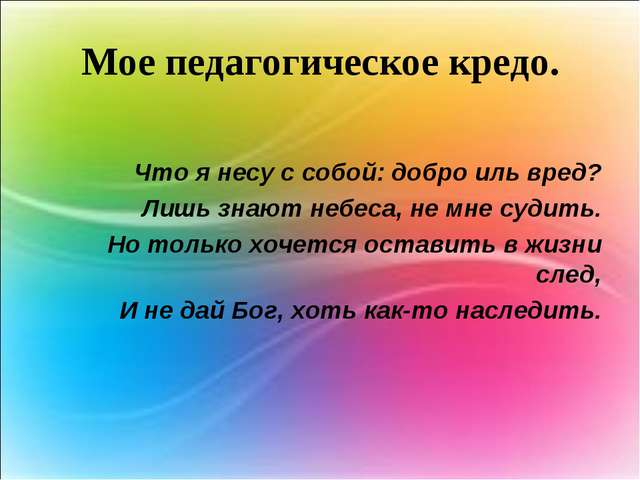 Мое педагогическое кредо.
Что я несу с собой: добро иль вред?
Лишь знают небеса, не мне судить.
Но только хочется оставить в жизни
след,
И не дай Бог, хоть как-то наследить.